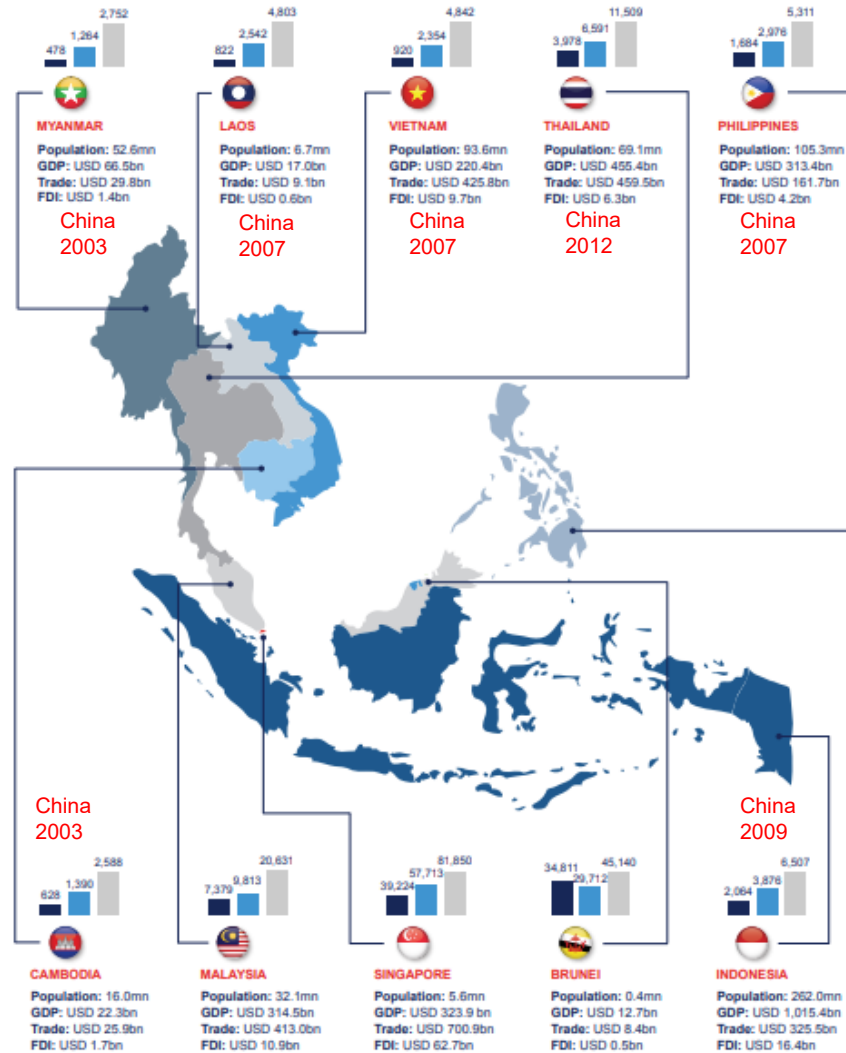 478 1,264 2,752
822 2,542 4,803
920 2,354 4,842
3,978 6,591 11,509
1,684 2,976 5,311
MYANMAR
Population: 52.6mn
GDP: USD 66.5bn
Trade: USD 29.8bn
FDI: USD 1.4bn
China
2003
LAOS
Population: 6.7mn
GDP: USD 17.0bn
Trade: USD 9.1bn
FDI: USD 0.6bn
China
2007
VIETNAM
Population: 93.6mn
GDP: USD 220.4bn
Trade: USD 425.8bn
FDI: USD 9.7bn
China
2007
THAILAND
Population: 69.1mn
GDP: USD 455.4bn
Trade: USD 459.5bn
FDI: USD 6.3bn
China
2012
PHILIPPINES
Population: 105.3mn
GDP: USD 313.4bn
Trade: USD 161.7bn
FDI: USD 4.2bn
China
2007
China
2003
628 1,390 2,588
7,379 9,813 20,631
39,224 57,713 81,850
34,811 29,712 45,140
China
2009
2,064 3,876 6,507
CAMBODIA
Population: 16.0mn
GDP: USD 22.3bn
Trade: USD 25.9bn
FDI: USD 1.7bn
MALAYSIA
Population: 32.1mn
GDP: USD 314.5bn
Trade: USD 413.0bn
FDI: USD 10.9bn
SINGAPORE
Population: 5.6mn
GDP: USD 323.9 bn
Trade: USD 700.9bn
FDI: USD 62.7bn
BRUNEI
Population: 0.4mn
GDP: USD 12.7bn
Trade: USD 8.4bn
FDI: USD 0.5bn
INDONESIA
Population: 262.0mn
GDP: USD 1,015.4bn
Trade: USD 325.5bn
FDI: USD 16.4bn